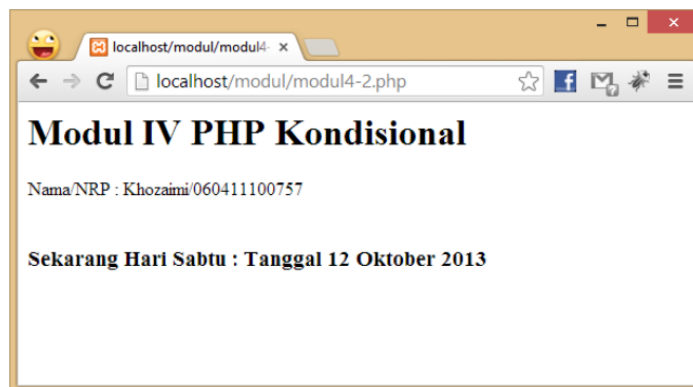 localhost/modul/modul4-
localhost/modul/modul4-2.php
Modul IV PHP Kondisional
Nama/NRP : Khozaimi/060411100757
Sekarang Hari Sabtu : Tanggal 12 Oktober 2013